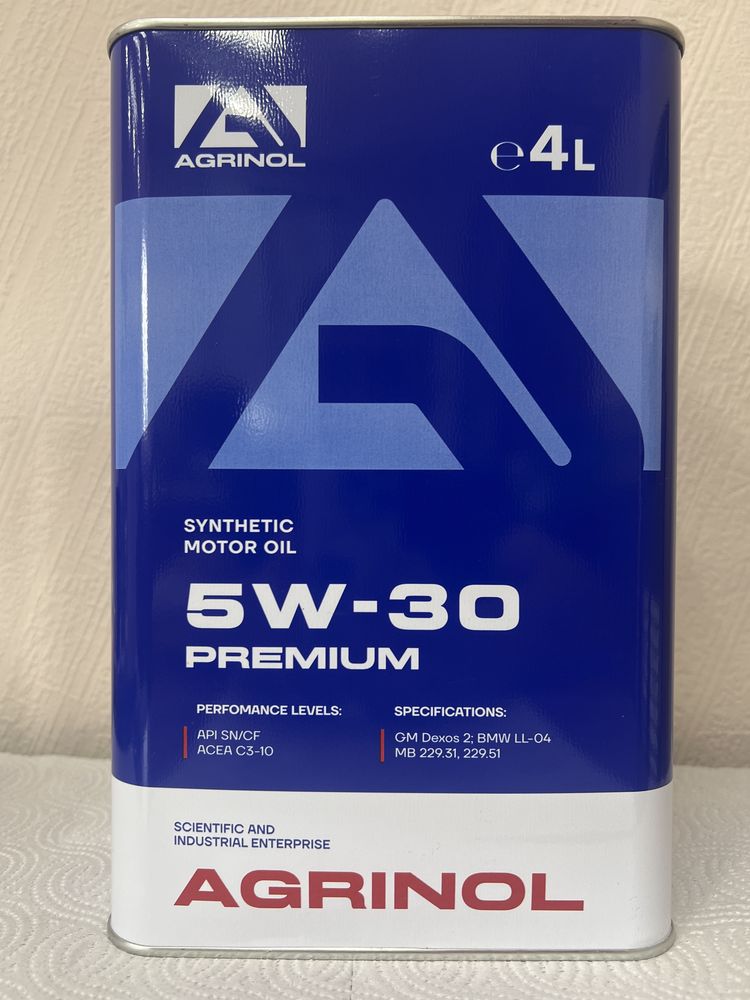 AGRINOL
℮4L
SYNTHETIC
MOTOR OIL
5W-30
PREMIUM
PERFOMANCE LEVELS:
API SN/CF
ACEA C3-10
SPECIFICATIONS:
GM Dexos 2; BMW LL-04
MB 229.31, 229.51
SCIENTIFIC AND
INDUSTRIAL ENTERPRISE
AGRINOL